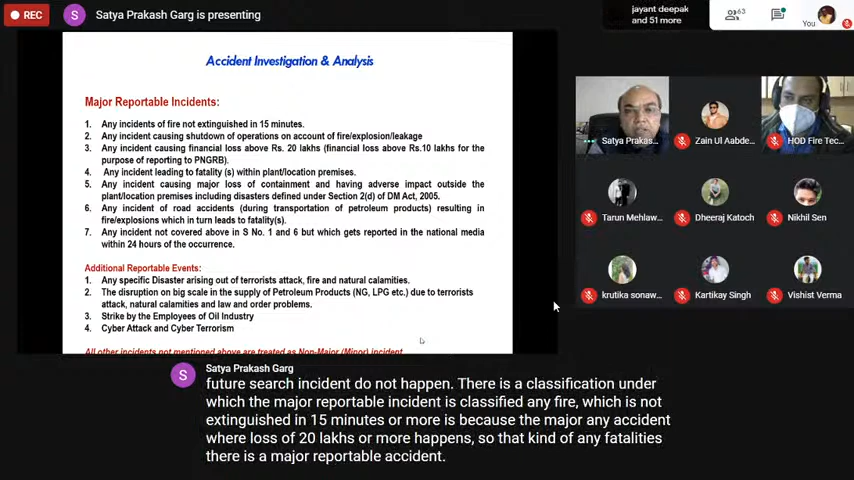 REC
S
Satya Prakash Garg is presenting
jayant deepak
and 51 more
63
You
Accident Investigation & Analysis
Major Reportable Incidents:
1. Any incidents of fire not extinguished in 15 minutes.
2 Any incident causing shutdown of operations on account of fire/explosion/leakage
3 Any incident causing financial loss above Rs. 20 lakhs (financial loss above Rs.10 lakhs for the
purpose of reporting to PNGRB).
4 Any incident leading to fatality (s) within plant/location premises.
5 Any incident causing major loss of containment and having adverse impact outside the
plant/location premises including disasters defined under Section 2(d) of DM Act, 2005.
6 Any incident of road accidents (during transportation of petroleum products) resulting in
fire/explosions which in turn leads to fatality(s).
7 Any incident not covered above in S No. 1 and 6 but which gets reported in the national media
within 24 hours of the occurrence.
Additional Reportable Events:
1 Any specific Disaster arising out of terrorists attack, fire and natural calamities.
2 The disruption on big scale in the supply of Petroleum Products (NG, LPG etc.) due to terrorists
attack, natural calamities and law and order problems.
3 Strike by the Employees of Oil Industry
4 Cyber Attack and Cyber Terrorism
All other incidents not mentioned above are treated as Non-Major (Minor) incident
Satya Prakas...
Zain Ul Aabde...
HOD Fire Tec...
Tarun Mehlaw...
Dheeraj Katoch
Nikhil Sen
krutika sonaw...
Kartikay Singh
Vishist Verma
S
Satya Prakash Garg
future search incident do not happen. There is a classification under
which the major reportable incident is classified any fire, which is not
extinguished in 15 minutes or more is because the major any accident
where loss of 20 lakhs or more happens, so that kind of any fatalities
there is a major reportable accident.